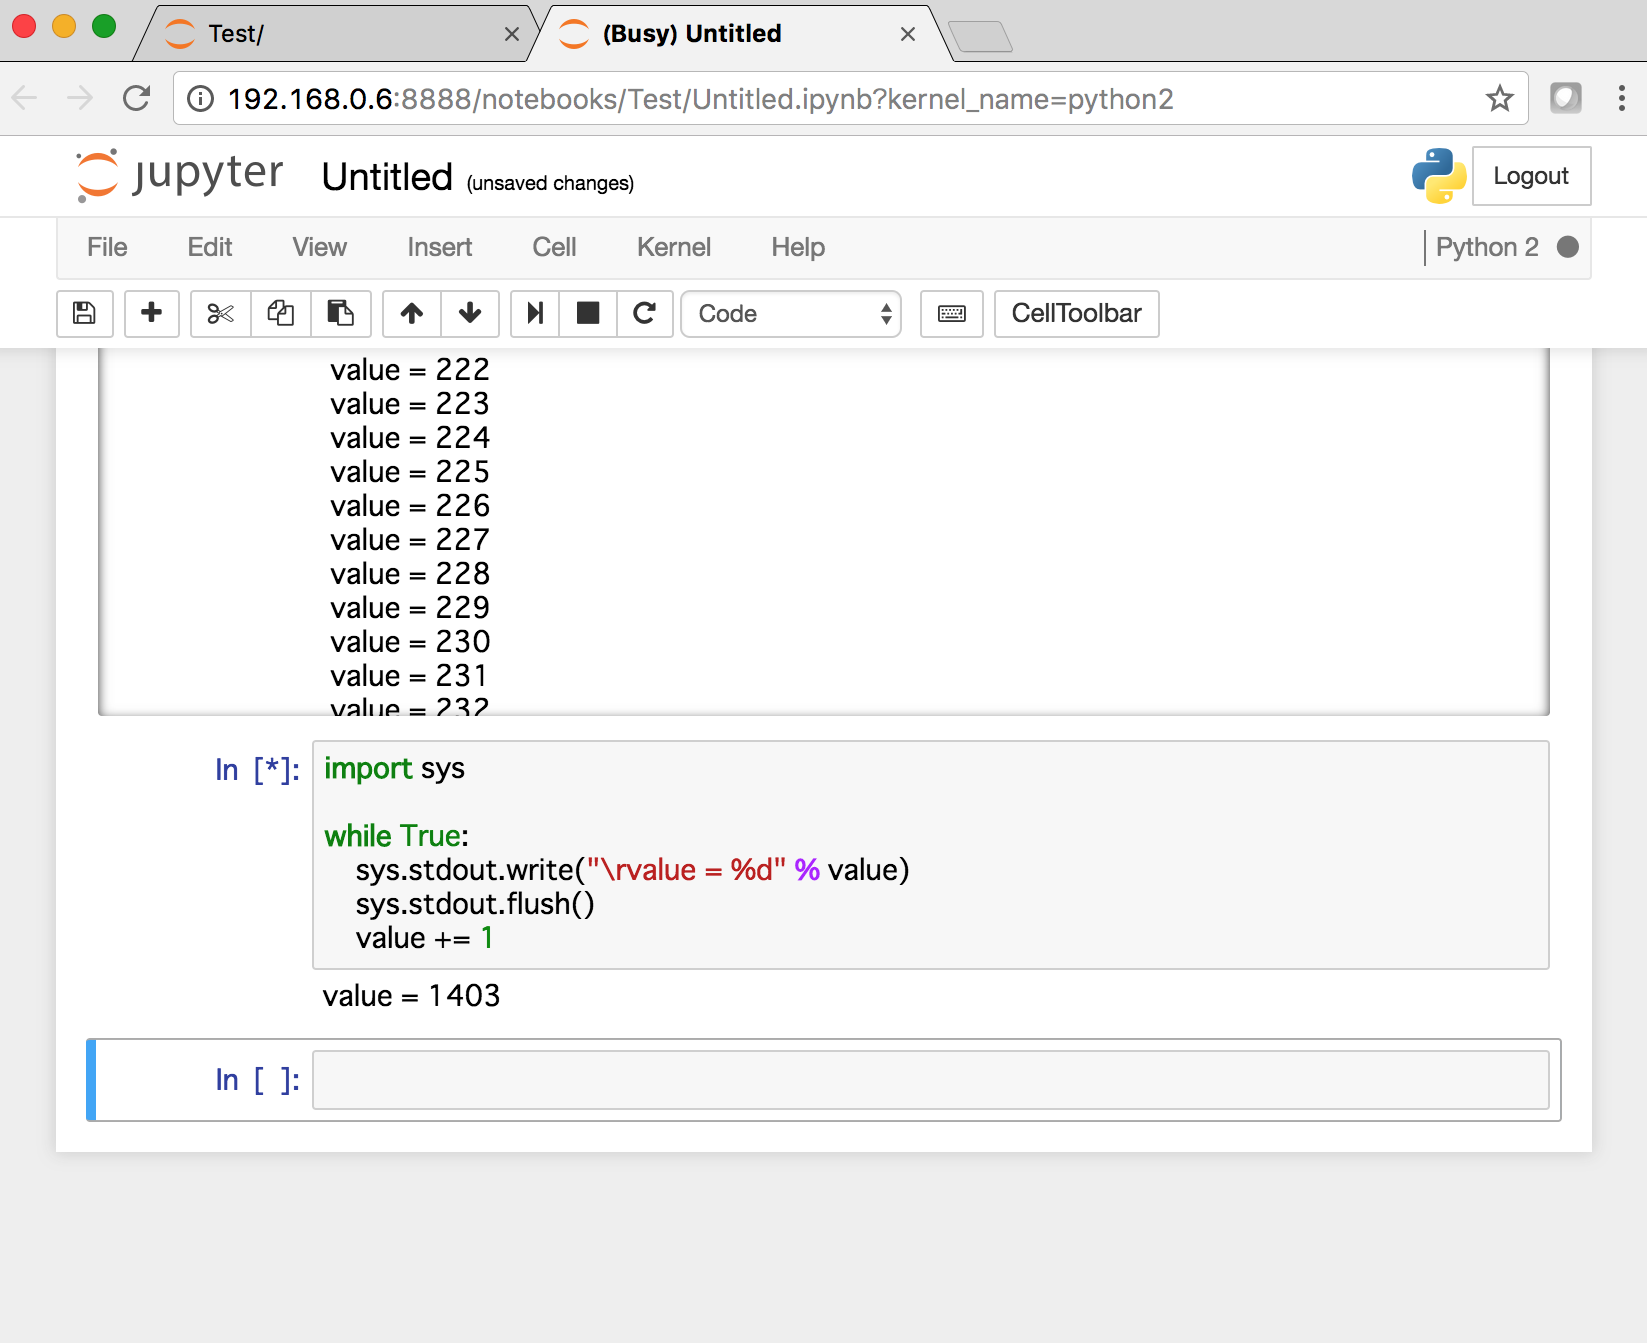 Test/
(Busy) Untitled
192.168.0.6:8888/notebooks/Test/Untitled.ipynb?kernel_name=python2
jupyter Untitled (unsaved changes)
Logout
File Edit View Insert Cell Kernel Help Python 2
Code CellToolbar
value = 222
value = 223
value = 224
value = 225
value = 226
value = 227
value = 228
value = 229
value = 230
value = 231
value = 232
In [*]: import sys
while True:
sys.stdout.write("\rvalue = %d" % value)
sys.stdout.flush()
value += 1
value = 1403
In [ ]: